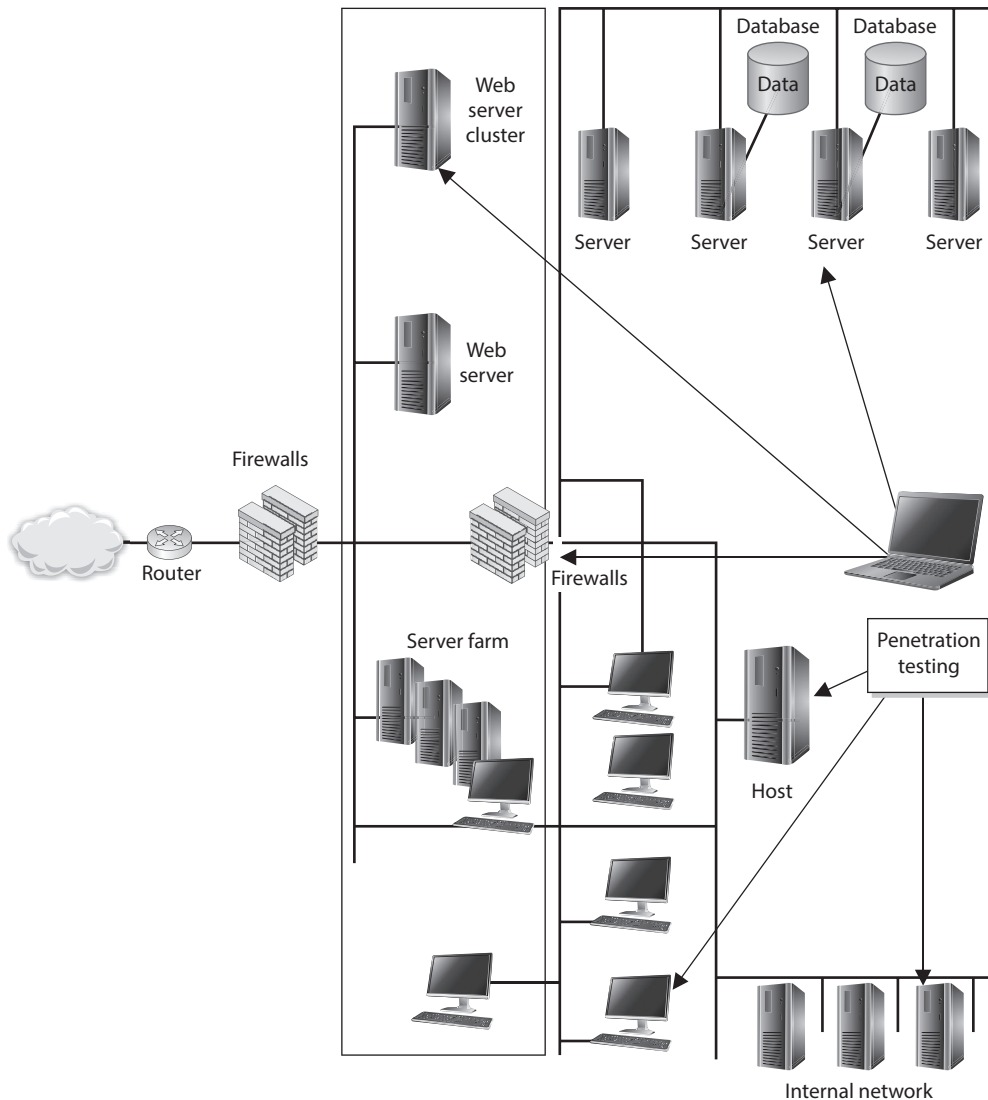 Database
Database
Data
Data
Web
server
cluster
Server
Server
Server
Server
Web
server
Firewalls
Router
Firewalls
Server farm
Penetration
testing
Host
Internal network